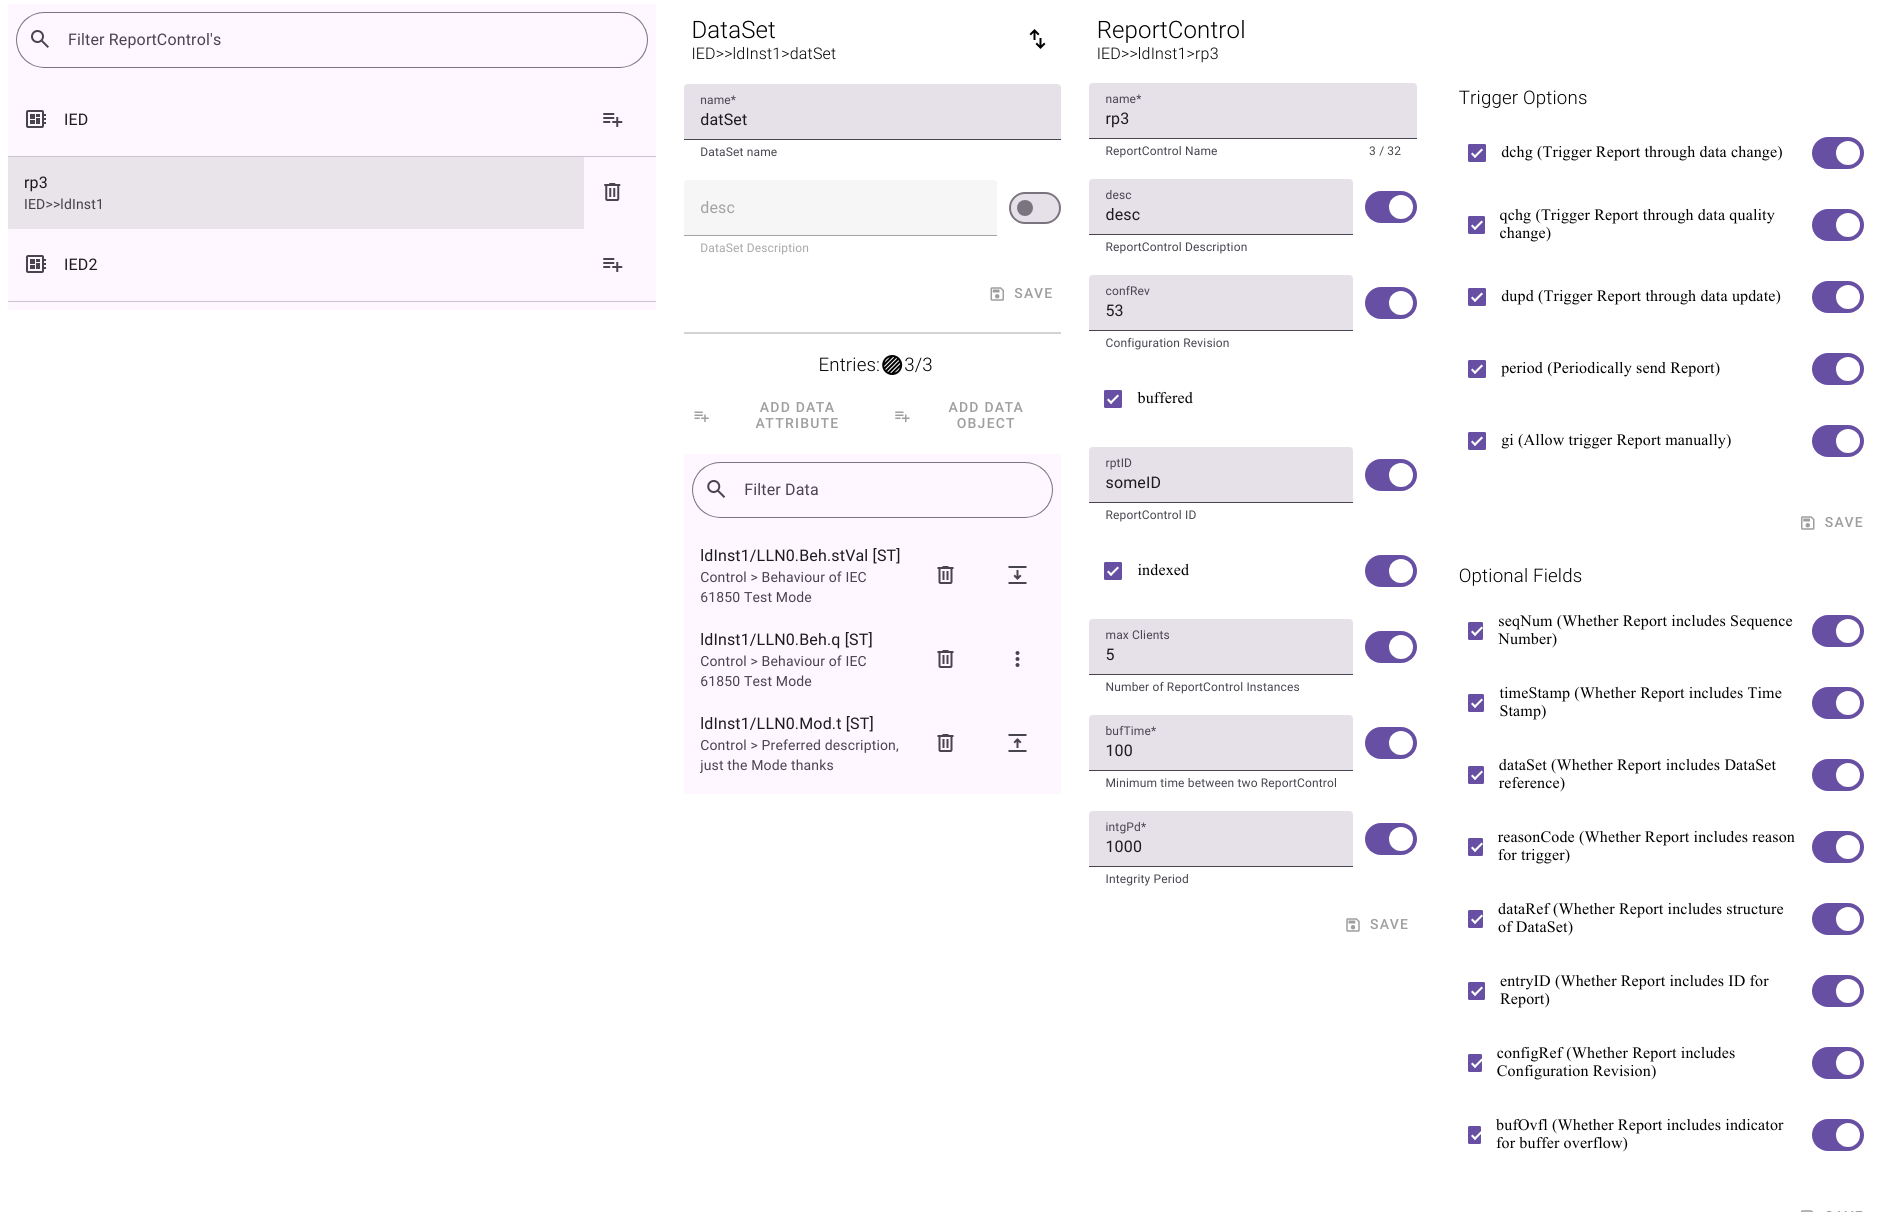 Filter ReportControl's
IED
rp3
IED>>ldInst1
IED2
DataSet
IED>>ldInst1>datSet
name*
datSet
DataSet name
desc
DataSet Description
SAVE
Entries: 3/3
ADD DATA
ATTRIBUTE
ADD DATA
OBJECT
Filter Data
ldInst1/LLN0.Beh.stVal [ST]
Control > Behaviour of IEC
61850 Test Mode
ldInst1/LLN0.Beh.q [ST]
Control > Behaviour of IEC
61850 Test Mode
ldInst1/LLN0.Mod.t [ST]
Control > Preferred description,
just the Mode thanks
ReportControl
IED>>ldInst1>rp3
name*
rp3
ReportControl Name
3 / 32
desc
desc
ReportControl Description
confRev
53
Configuration Revision
buffered
rptID
someID
ReportControl ID
indexed
max Clients
5
Number of ReportControl Instances
bufTime*
100
Minimum time between two ReportControl
intgPd*
1000
Integrity Period
SAVE
Trigger Options
dchg (Trigger Report through data change)
qchg (Trigger Report through data quality
change)
dupd (Trigger Report through data update)
period (Periodically send Report)
gi (Allow trigger Report manually)
SAVE
Optional Fields
seqNum (Whether Report includes Sequence
Number)
timeStamp (Whether Report includes Time
Stamp)
dataSet (Whether Report includes DataSet
reference)
reasonCode (Whether Report includes reason
for trigger)
dataRef (Whether Report includes structure
of DataSet)
entryID (Whether Report includes ID for
Report)
configRef (Whether Report includes
Configuration Revision)
bufOvfl (Whether Report includes indicator
for buffer overflow)